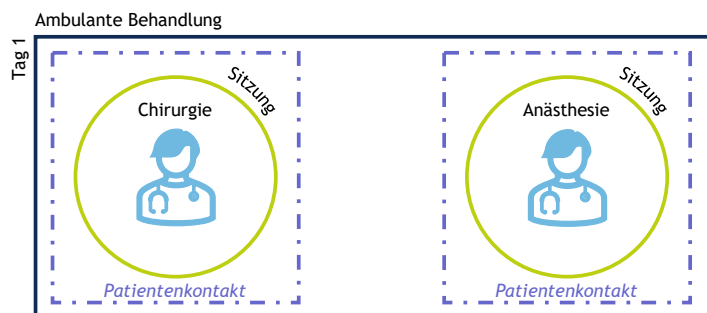 Ambulante Behandlung
Tag 1
Sitzung
Chirurgie
Patientenkontakt
Sitzung
Anästhesie
Patientenkontakt